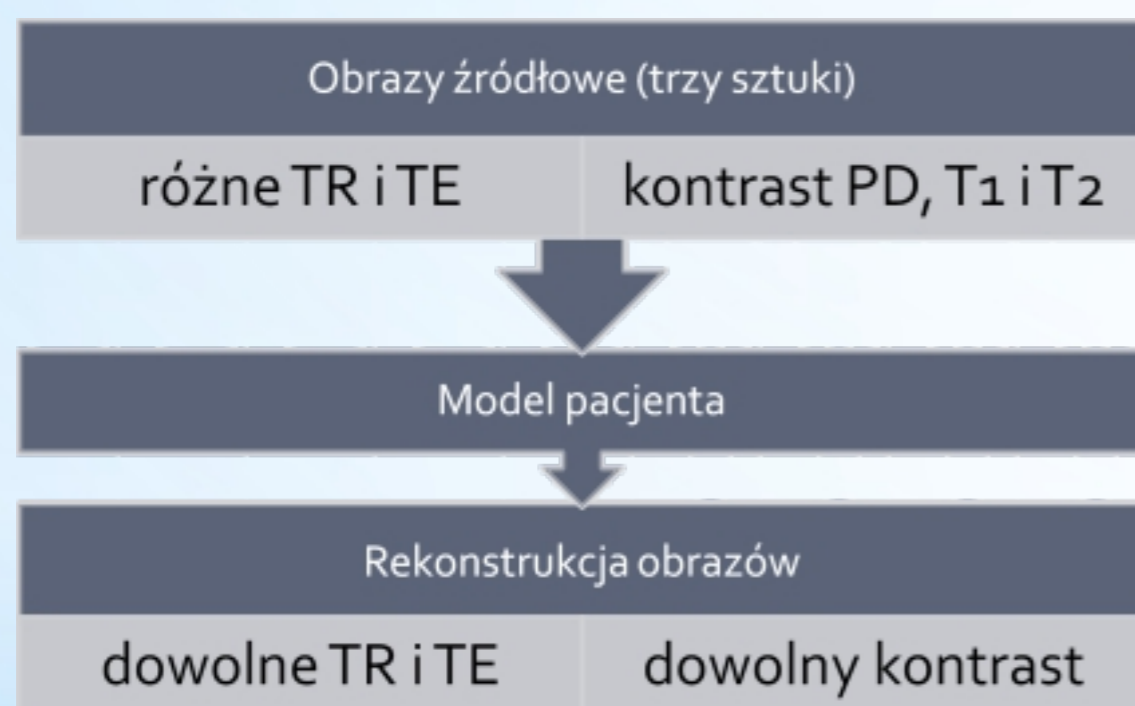 Obrazy źródłowe (trzy sztuki)
różne TR i TE
kontrast PD, T1 i T2
Model pacjenta
Rekonstrukcja obrazów
dowolne TR i TE
dowolny kontrast